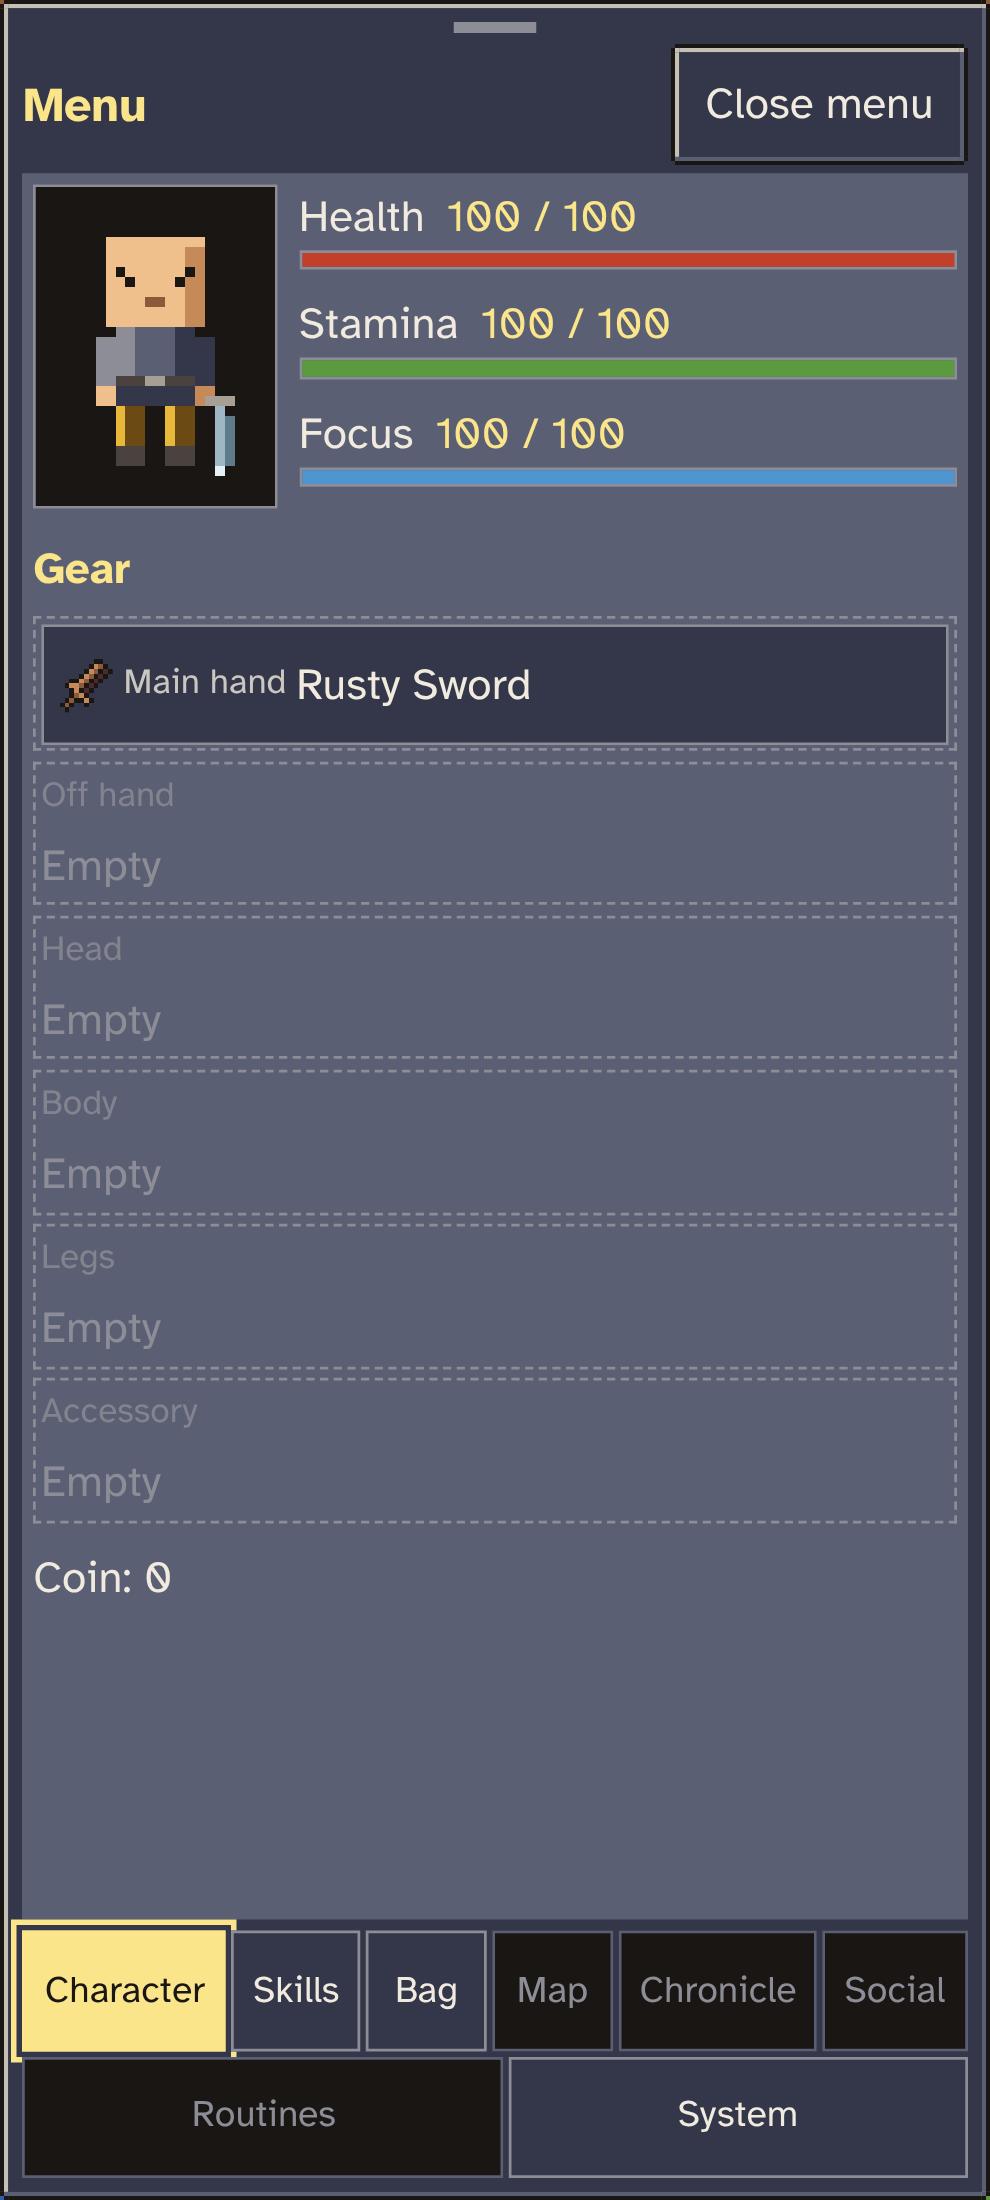 Menu
Close menu
Health 100 / 100
Stamina 100 / 100
Focus 100 / 100
Gear
Main hand Rusty Sword
Off hand
Empty
Head
Empty
Body
Empty
Legs
Empty
Accessory
Empty
Coin: 0
Character Skills Bag Map Chronicle Social
Routines System